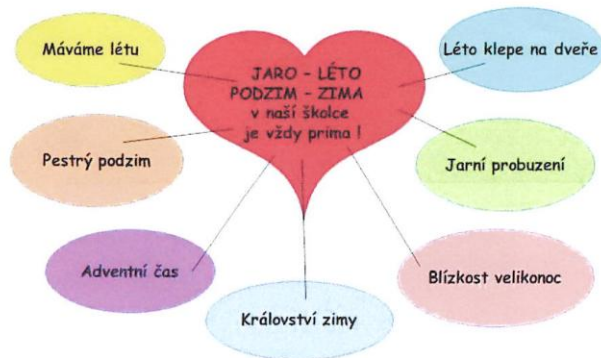 Máváme létu
JARO - LÉTO
PODZIM - ZIMA
v naší školce
je vždy prima !
Léto klepe na dveře
Pestrý podzim
Jarní probuzení
Adventní čas
Blízkost velikonoc
Království zimy